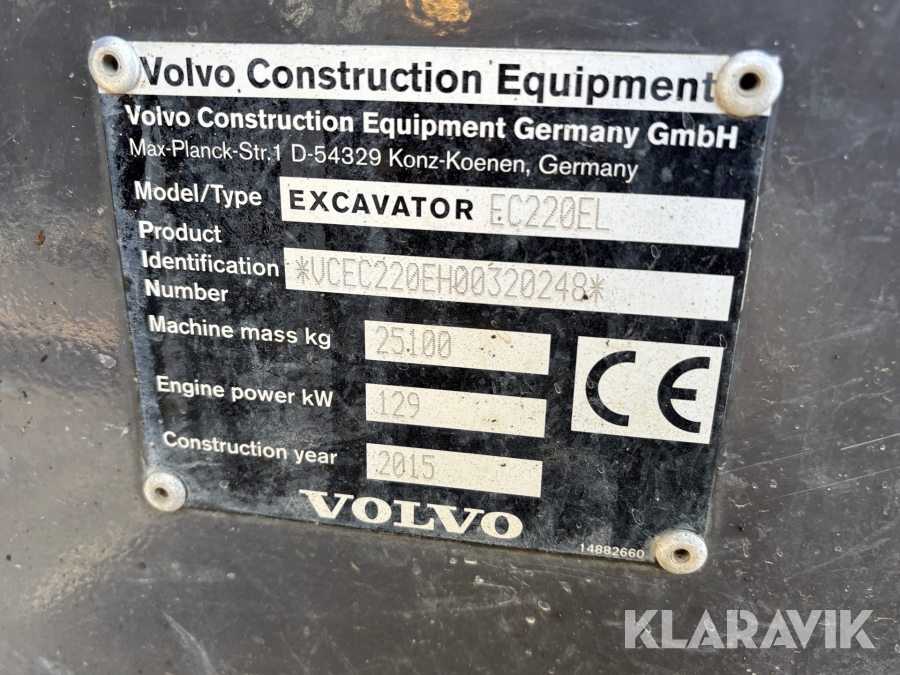 Volvo Construction Equipment
Volvo Construction Equipment Germany GmbH
Max-Planck-Str.1 D-54329 Konz-Koenen, Germany
Model/Type EXCAVATOR EC220EL
Product
Identification *VCEC220EH00320248*
Number
Machine mass kg 25100
Engine power kW 129
CE
Construction year 2015
VOLVO
14882660
KLARAVIK